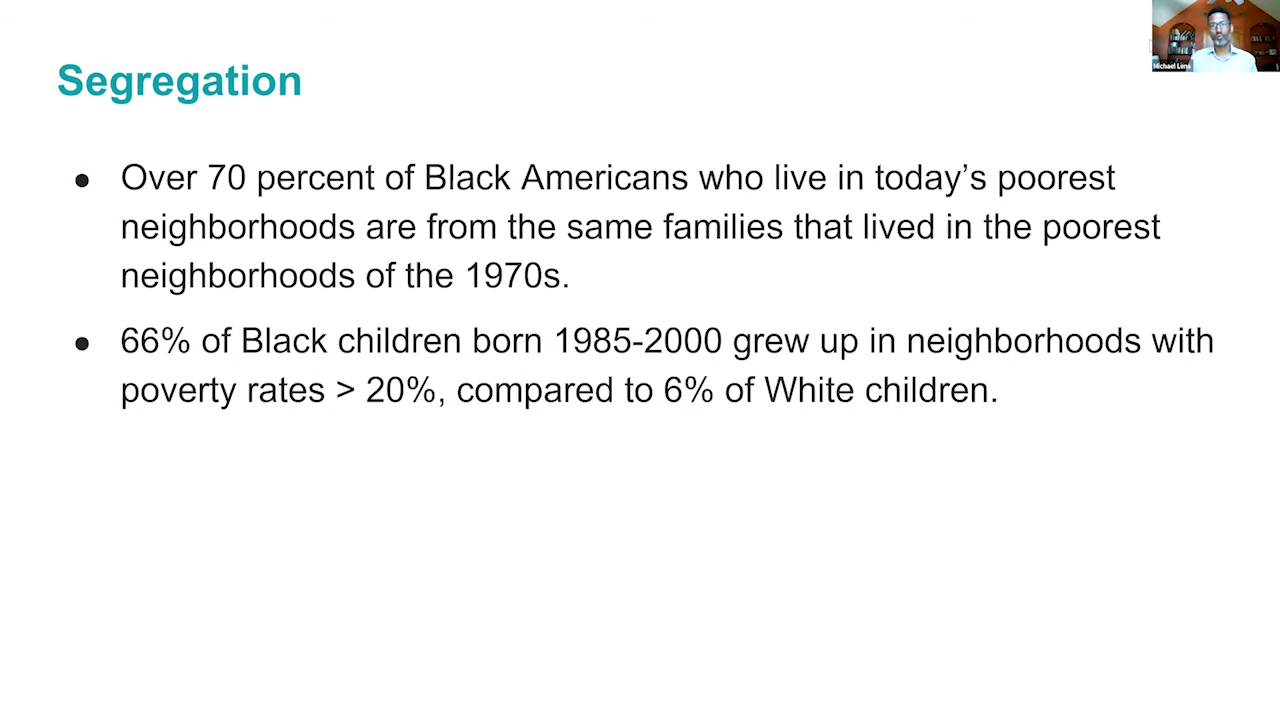 Segregation
● Over 70 percent of Black Americans who live in today’s poorest
neighborhoods are from the same families that lived in the poorest
neighborhoods of the 1970s.
● 66% of Black children born 1985-2000 grew up in neighborhoods with
poverty rates > 20%, compared to 6% of White children.
Michael Lens